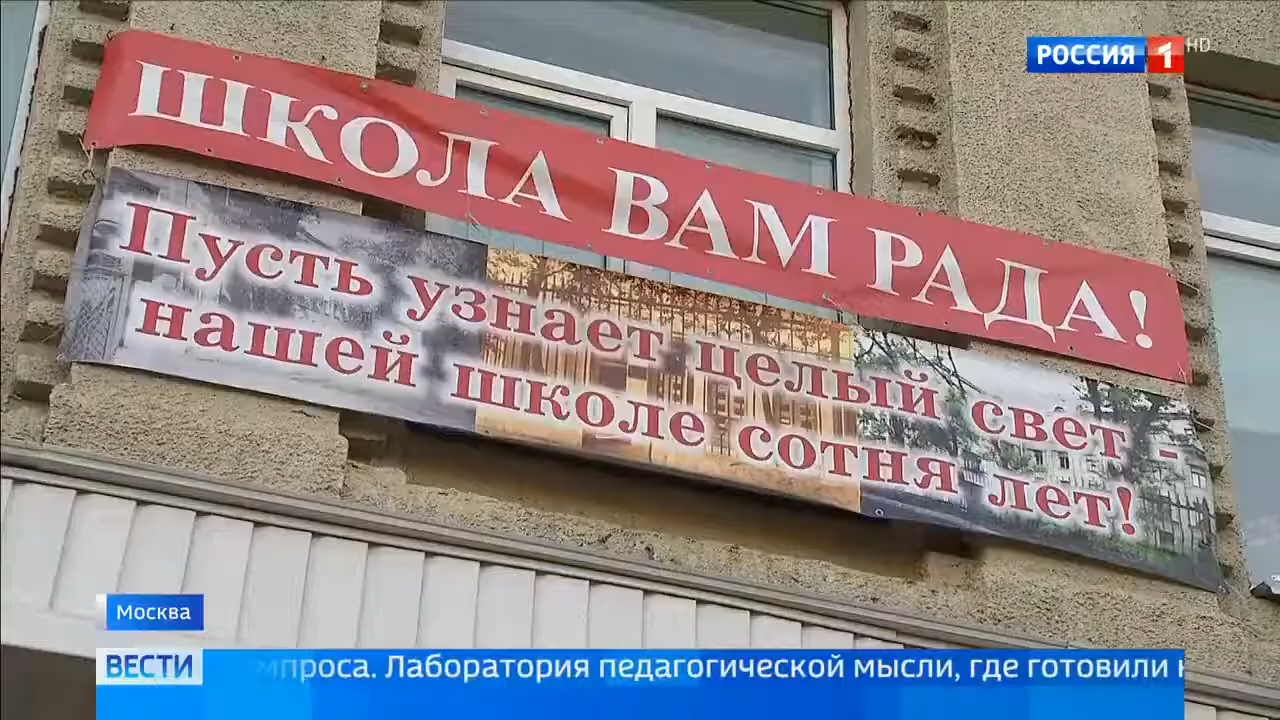 РОССИЯ 1 HD
ШКОЛА ВАМ РАДА!
Пусть узнает целый свет -
нашей школе сотня лет!
Москва
ВЕСТИ
мпроса. Лаборатория педагогической мысли, где готовили